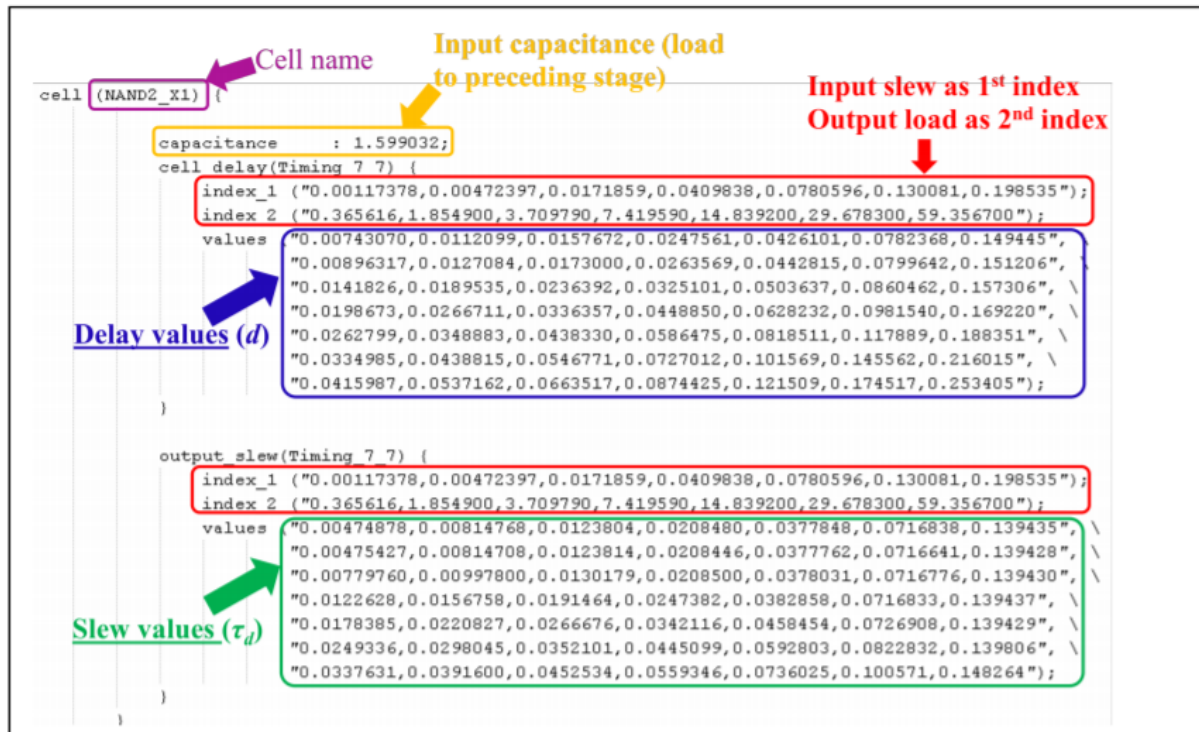 Cell name
Input capacitance (load
to preceding stage)
Input slew as 1st index
Output load as 2nd index
cell (NAND2_X1) {
capacitance : 1.599032;
cell_delay(Timing_7_7) {
index_1 ("0.00117378,0.00472397,0.0171859,0.0409838,0.0780596,0.130081,0.198535");
index_2 ("0.365616,1.854900,3.709790,7.419590,14.839200,29.678300,59.356700");
values ("0.00743070,0.0112099,0.0157672,0.0247561,0.0426101,0.0782368,0.149445", \
"0.00896317,0.0127084,0.0173000,0.0263569,0.0442815,0.0799642,0.151206", \
"0.0141826,0.0189535,0.0236392,0.0325101,0.0503637,0.0860462,0.157306", \
"0.0198673,0.0266711,0.0336357,0.0448850,0.0628232,0.0981540,0.169220", \
"0.0262799,0.0348883,0.0438330,0.0586475,0.0818511,0.117889,0.188351", \
"0.0334985,0.0438815,0.0546771,0.0727012,0.101569,0.145562,0.216015", \
"0.0415987,0.0537162,0.0663517,0.0874425,0.121509,0.174517,0.253405");
Delay values (d)
}
output_slew(Timing_7_7) {
index_1 ("0.00117378,0.00472397,0.0171859,0.0409838,0.0780596,0.130081,0.198535");
index_2 ("0.365616,1.854900,3.709790,7.419590,14.839200,29.678300,59.356700");
values ("0.00474878,0.00814768,0.0123804,0.0208480,0.0377848,0.0716838,0.139435", \
"0.00475427,0.00814708,0.0123814,0.0208446,0.0377762,0.0716641,0.139428", \
"0.00779760,0.00997800,0.0130179,0.0208500,0.0378031,0.0716776,0.139430", \
"0.0122628,0.0156758,0.0191464,0.0247382,0.0382858,0.0716833,0.139437", \
"0.0178385,0.0220827,0.0266676,0.0342116,0.0458454,0.0726908,0.139429", \
"0.0249336,0.0298045,0.0352101,0.0445099,0.0592803,0.0822832,0.139806", \
"0.0337631,0.0391600,0.0452534,0.0559346,0.0736025,0.100571,0.148264");
Slew values (τd)
}
}